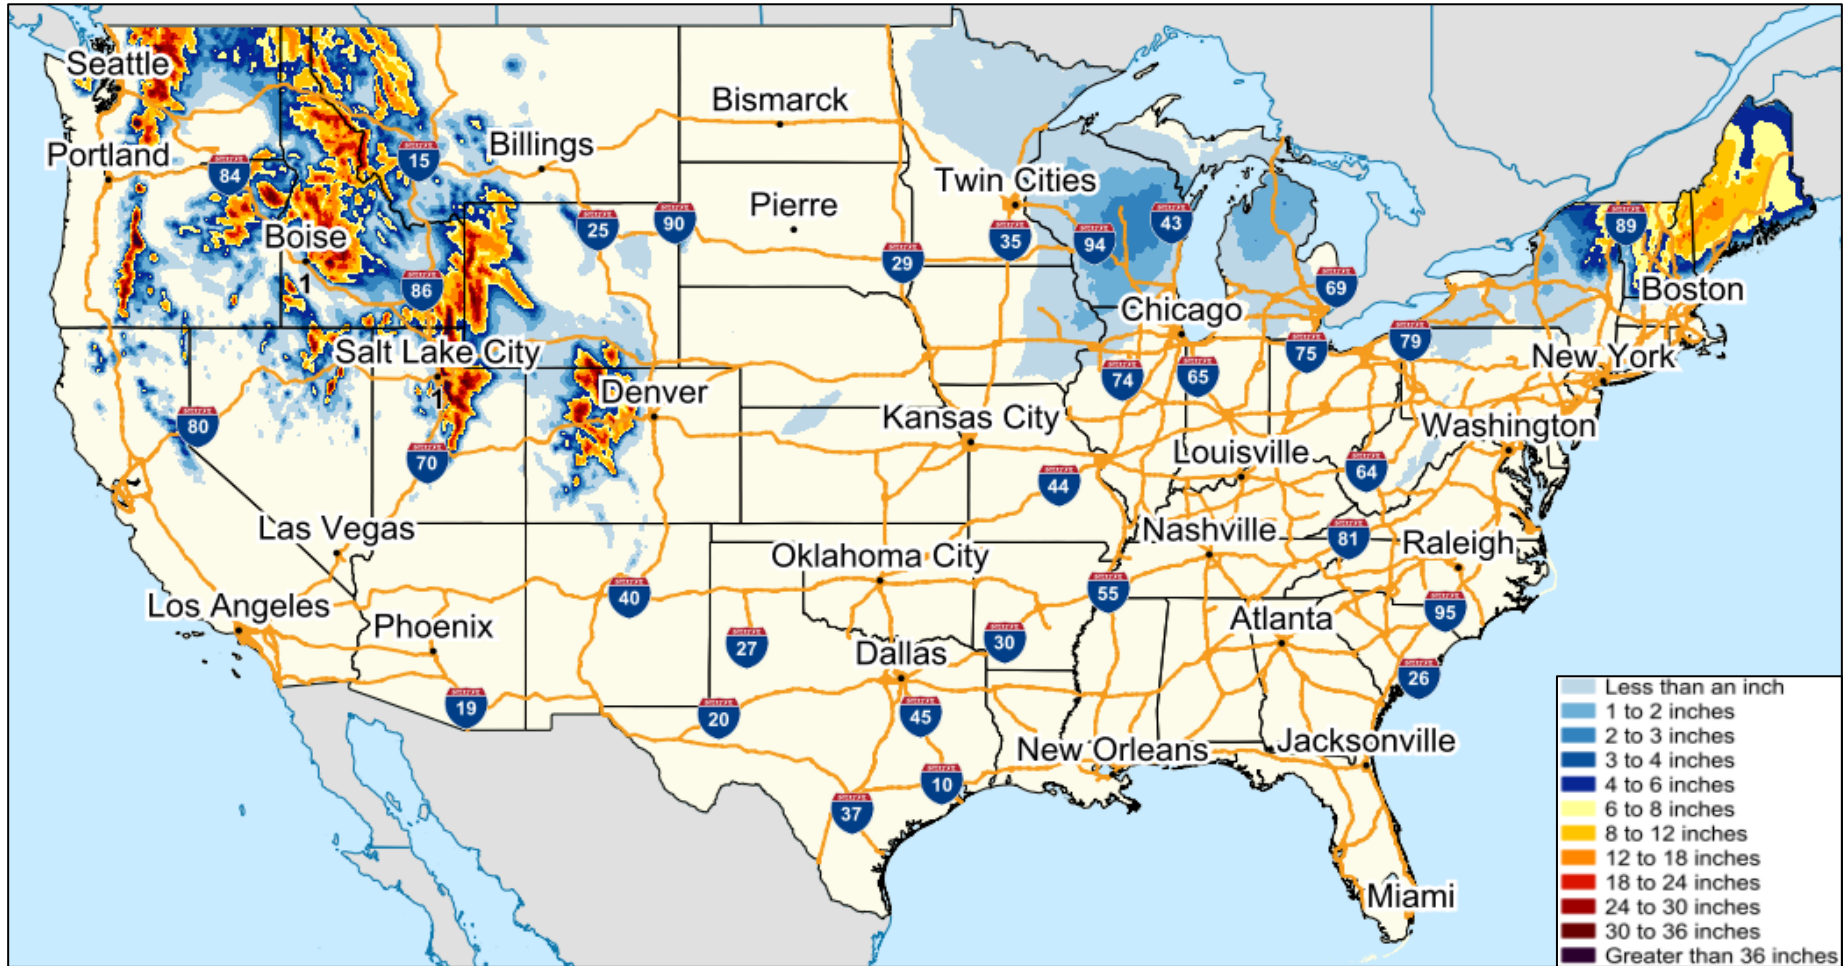 Seattle
Bismarck
Billings
Portland
15
84
Twin Cities
Pierre
89
25
90
43
35
94
Boise
29
1
86
69
Boston
Chicago
79
Salt Lake City
75
New York
74
65
Denver
1
Kansas City
80
Washington
70
Louisville
64
44
Las Vegas
Nashville
81
Raleigh
Oklahoma City
40
55
95
Los Angeles
Phoenix
Atlanta
27
30
Dallas
26
19
20
45
New Orleans
Jacksonville
10
37
Miami
Less than an inch
1 to 2 inches
2 to 3 inches
3 to 4 inches
4 to 6 inches
6 to 8 inches
8 to 12 inches
12 to 18 inches
18 to 24 inches
24 to 30 inches
30 to 36 inches
Greater than 36 inches